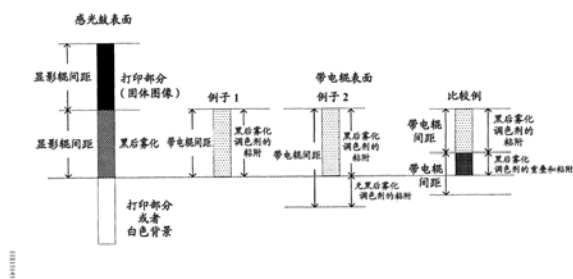 感光鼓表面
显影辊间距
打印部分
(固体图像)
显影辊间距
黑后雾化
打印部分
或者
白色背景
带电辊表面
例子 1
带电辊间距
黑后雾化
调色剂的
粘附
例子 2
带电辊间距
黑后雾化
调色剂的
粘附
无黑后雾化
调色剂的粘附
比较例
带电辊
间距
黑后雾化
调色剂的
粘附
带电辊
间距
黑后雾化
调色剂的重叠和粘附